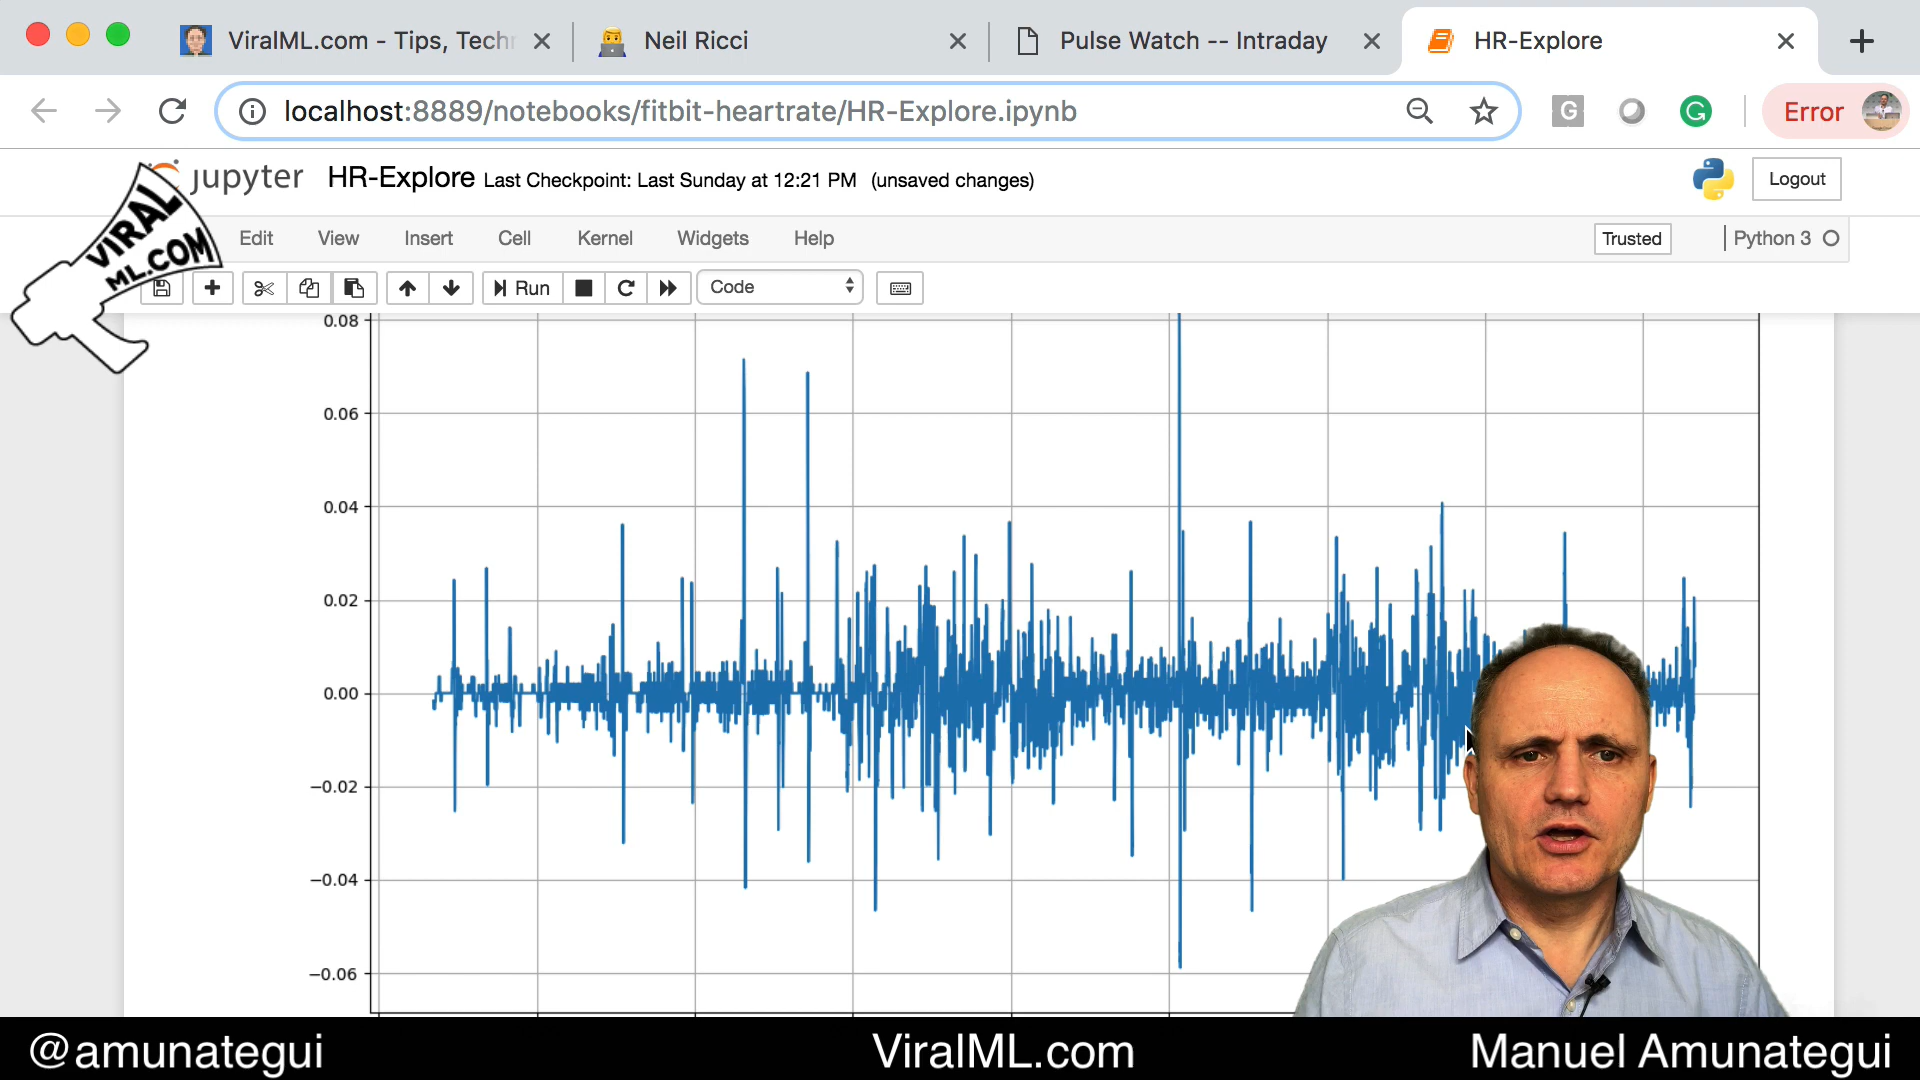 ViralML.com - Tips, Techn
Neil Ricci
Pulse Watch -- Intraday
HR-Explore
localhost:8889/notebooks/fitbit-heartrate/HR-Explore.ipynb
G
G
Error
jupyter
HR-Explore Last Checkpoint: Last Sunday at 12:21 PM (unsaved changes)
Logout
VIRAL
ML.COM
Edit View Insert Cell Kernel Widgets Help
Trusted
Python 3
Run
Code
0.08
0.06
0.04
0.02
0.00
−0.02
−0.04
−0.06
@amunategui
ViralML.com
Manuel Amunategui